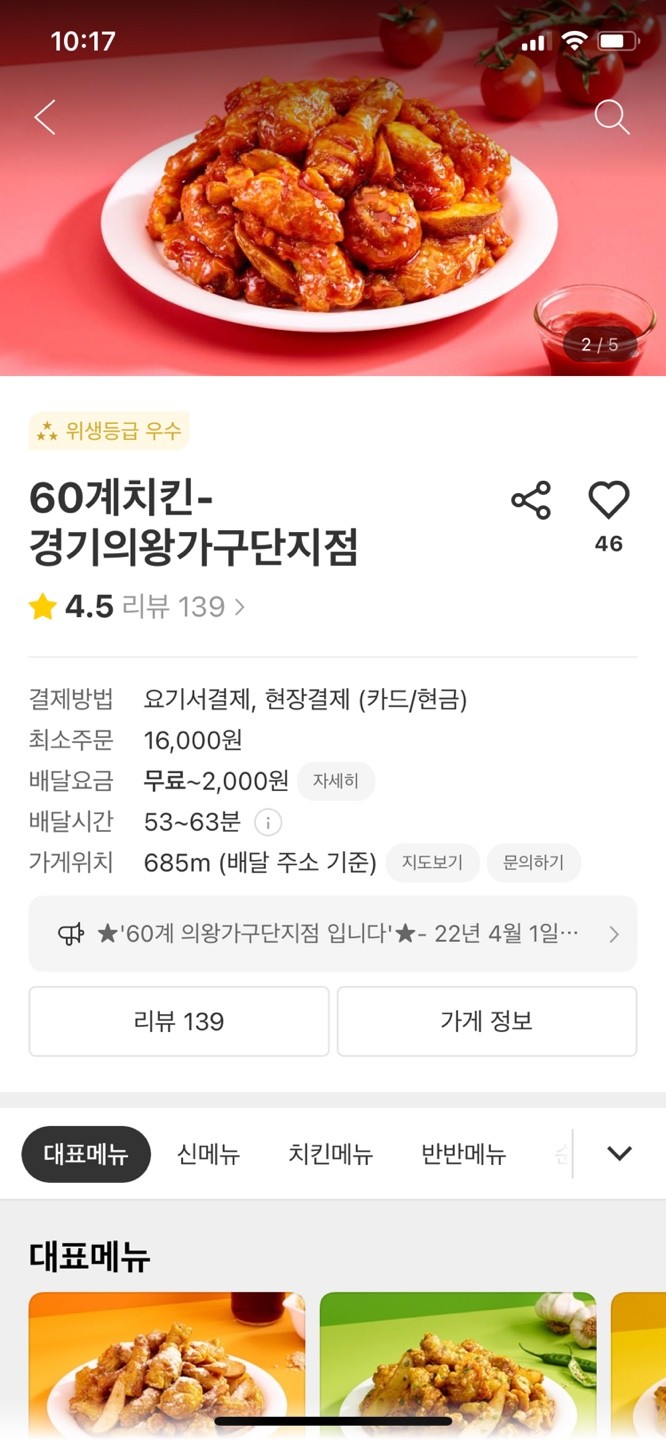 10:17
2 / 5
위생등급 우수
60계치킨-
경기의왕가구단지점
46
4.5 리뷰 139
결제방법 요기서결제, 현장결제 (카드/현금)
최소주문 16,000원
배달요금 무료~2,000원 자세히
배달시간 53~63분
가게위치 685m (배달 주소 기준) 지도보기 문의하기
★'60계 의왕가구단지점 입니다'★- 22년 4월 1일…
리뷰 139 가게 정보
대표메뉴 신메뉴 치킨메뉴 반반메뉴
대표메뉴